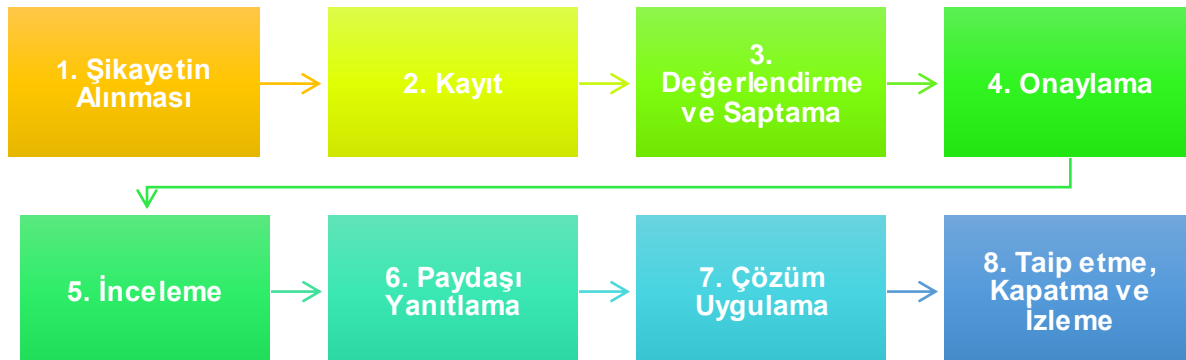 1. Şikayetin
Alınması
2. Kayıt
3.
Değerlendirme
ve Saptama
4. Onaylama
5. İnceleme
6. Paydaşı
Yanıtlama
7. Çözüm
Uygulama
8. Taip etme,
Kapatma ve
İzleme